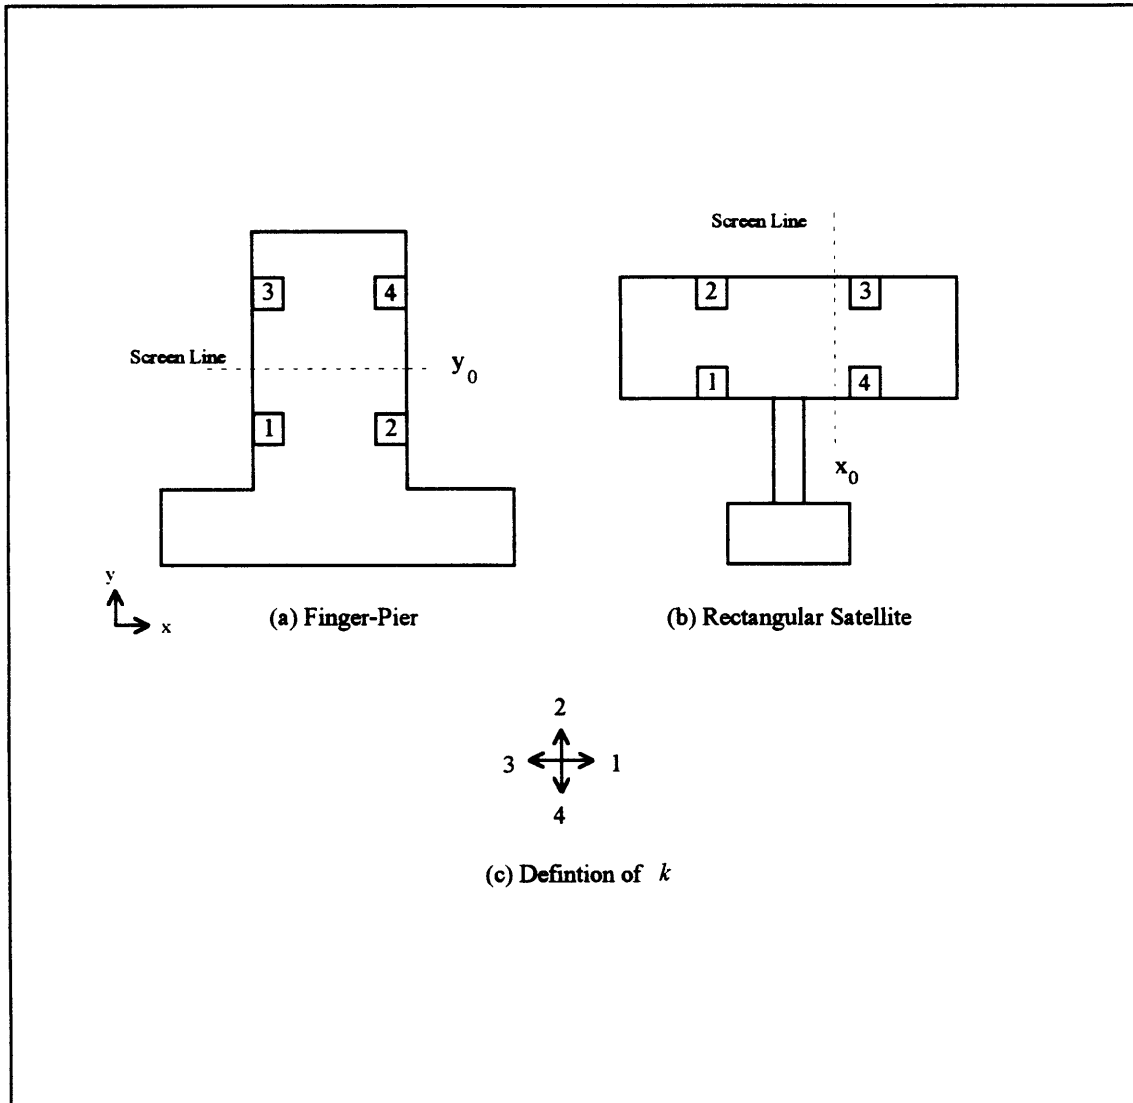 Screen Line
3 4
2 3
Screen Line
y0
1 2
1 4
x0
y
x
(a) Finger-Pier
(b) Rectangular Satellite
2
3 1
4
(c) Defintion of k